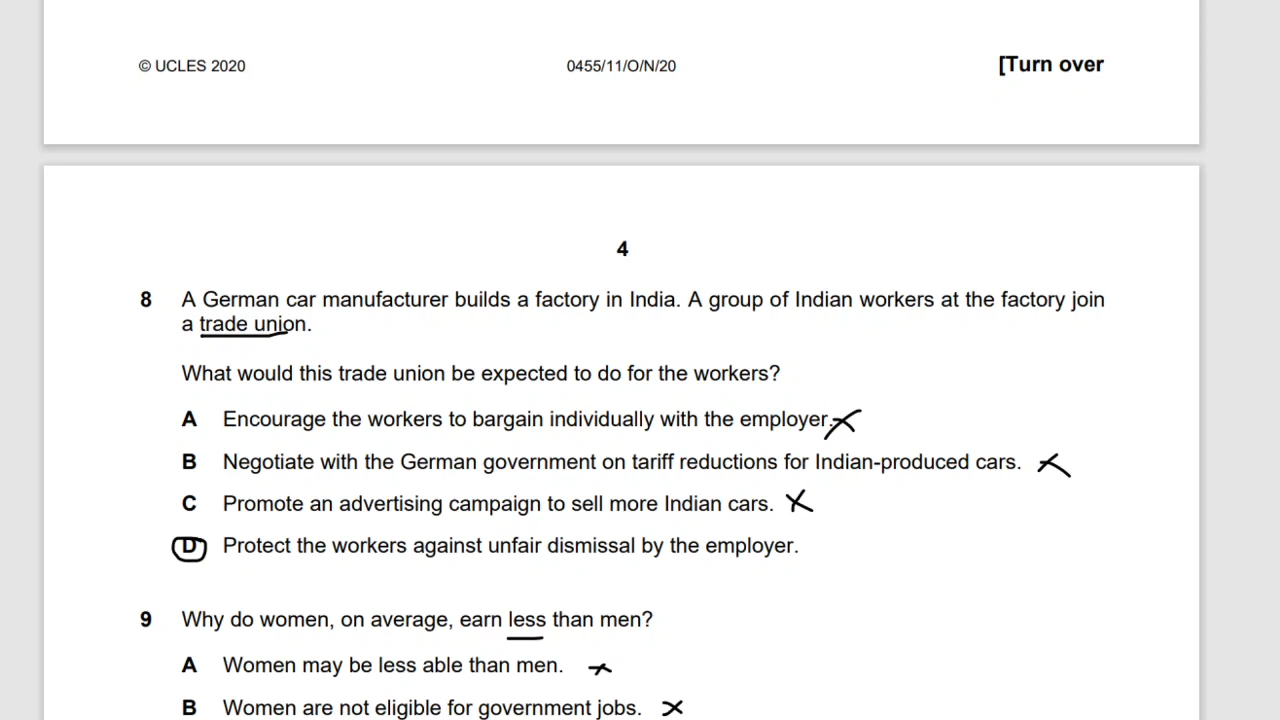 © UCLES 2020 0455/11/O/N/20 [Turn over
4
8 A German car manufacturer builds a factory in India. A group of Indian workers at the factory join
a trade union.
What would this trade union be expected to do for the workers?
A Encourage the workers to bargain individually with the employer.
B Negotiate with the German government on tariff reductions for Indian-produced cars.
C Promote an advertising campaign to sell more Indian cars.
D Protect the workers against unfair dismissal by the employer.
9 Why do women, on average, earn less than men?
A Women may be less able than men.
B Women are not eligible for government jobs.